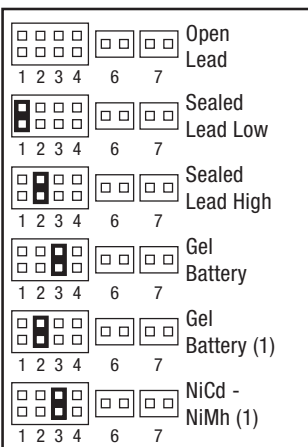 Open
Lead
1 2 3 4 6 7
Sealed
Lead Low
1 2 3 4 6 7
Sealed
Lead High
1 2 3 4 6 7
Gel
Battery
1 2 3 4 6 7
Gel
Battery (1)
1 2 3 4 6 7
NiCd -
NiMh (1)
1 2 3 4 6 7